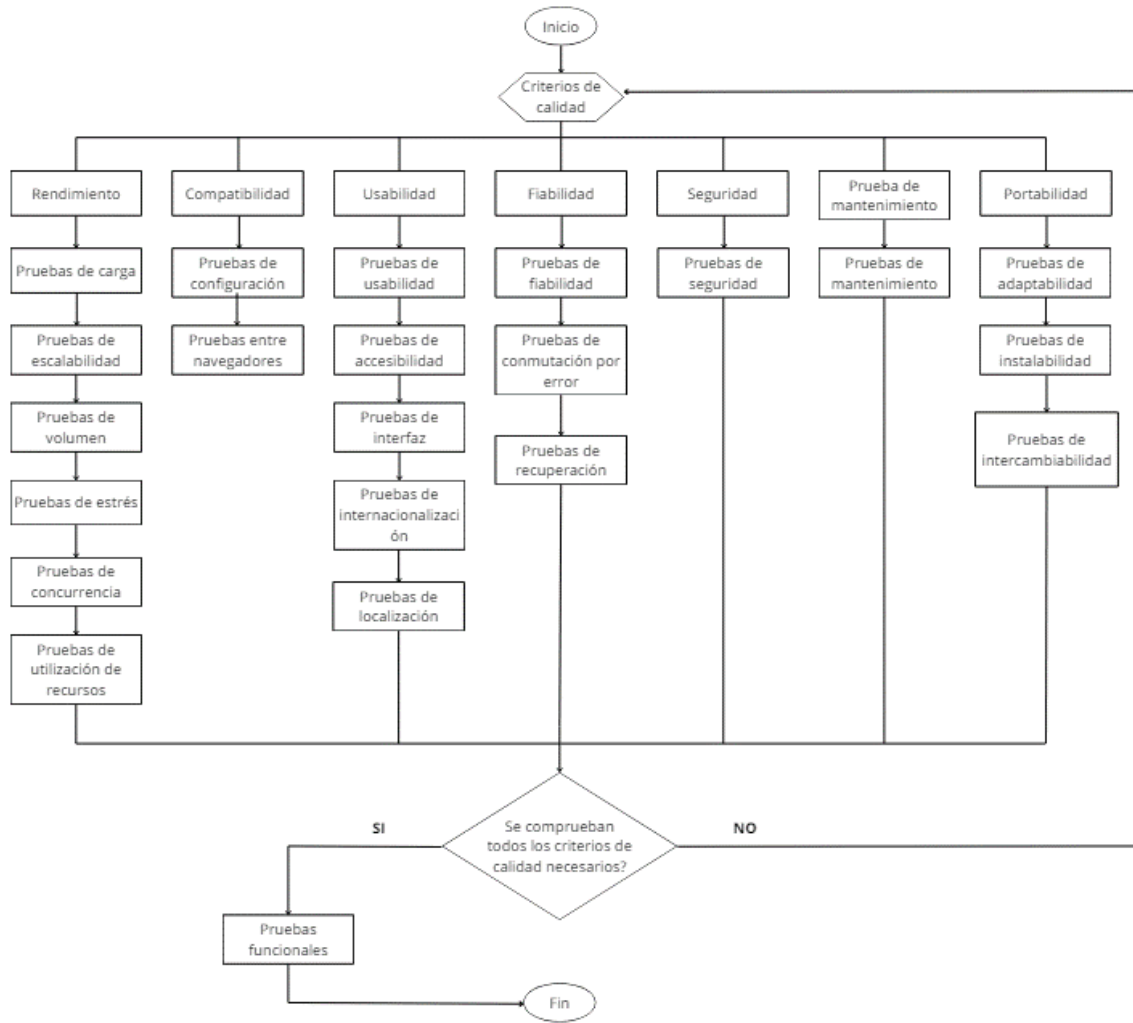 Inicio
Criterios de
calidad
Rendimiento
Compatibilidad
Usabilidad
Fiabilidad
Seguridad
Prueba de
mantenimiento
Portabilidad
Pruebas de carga
Pruebas de
configuración
Pruebas de
usabilidad
Pruebas de
fiabilidad
Pruebas de
seguridad
Pruebas de
mantenimiento
Pruebas de
adaptabilidad
Pruebas de
escalabilidad
Pruebas entre
navegadores
Pruebas de
accesibilidad
Pruebas de
conmutación por
error
Pruebas de
instalabilidad
Pruebas de
volumen
Pruebas de
interfaz
Pruebas de
recuperación
Pruebas de
intercambiabilidad
Pruebas de estrés
Pruebas de
internacionalizaci
ón
Pruebas de
concurrencia
Pruebas de
localización
Pruebas de
utilización de
recursos
SI
Se comprueban
todos los criterios de
calidad necesarios?
NO
Pruebas
funcionales
Fin